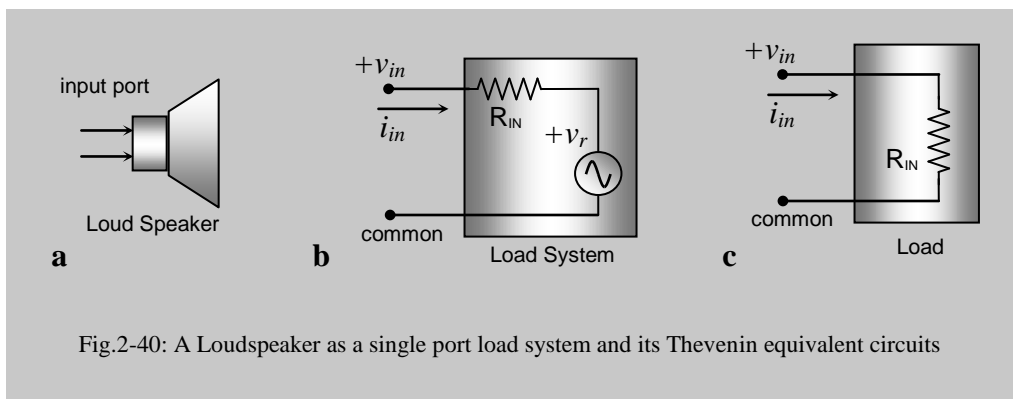 input port
Loud Speaker
a
+v_in
i_in
R_IN
+v_r
common
Load System
b
+v_in
i_in
R_IN
common
Load
c
Fig.2-40: A Loudspeaker as a single port load system and its Thevenin equivalent circuits